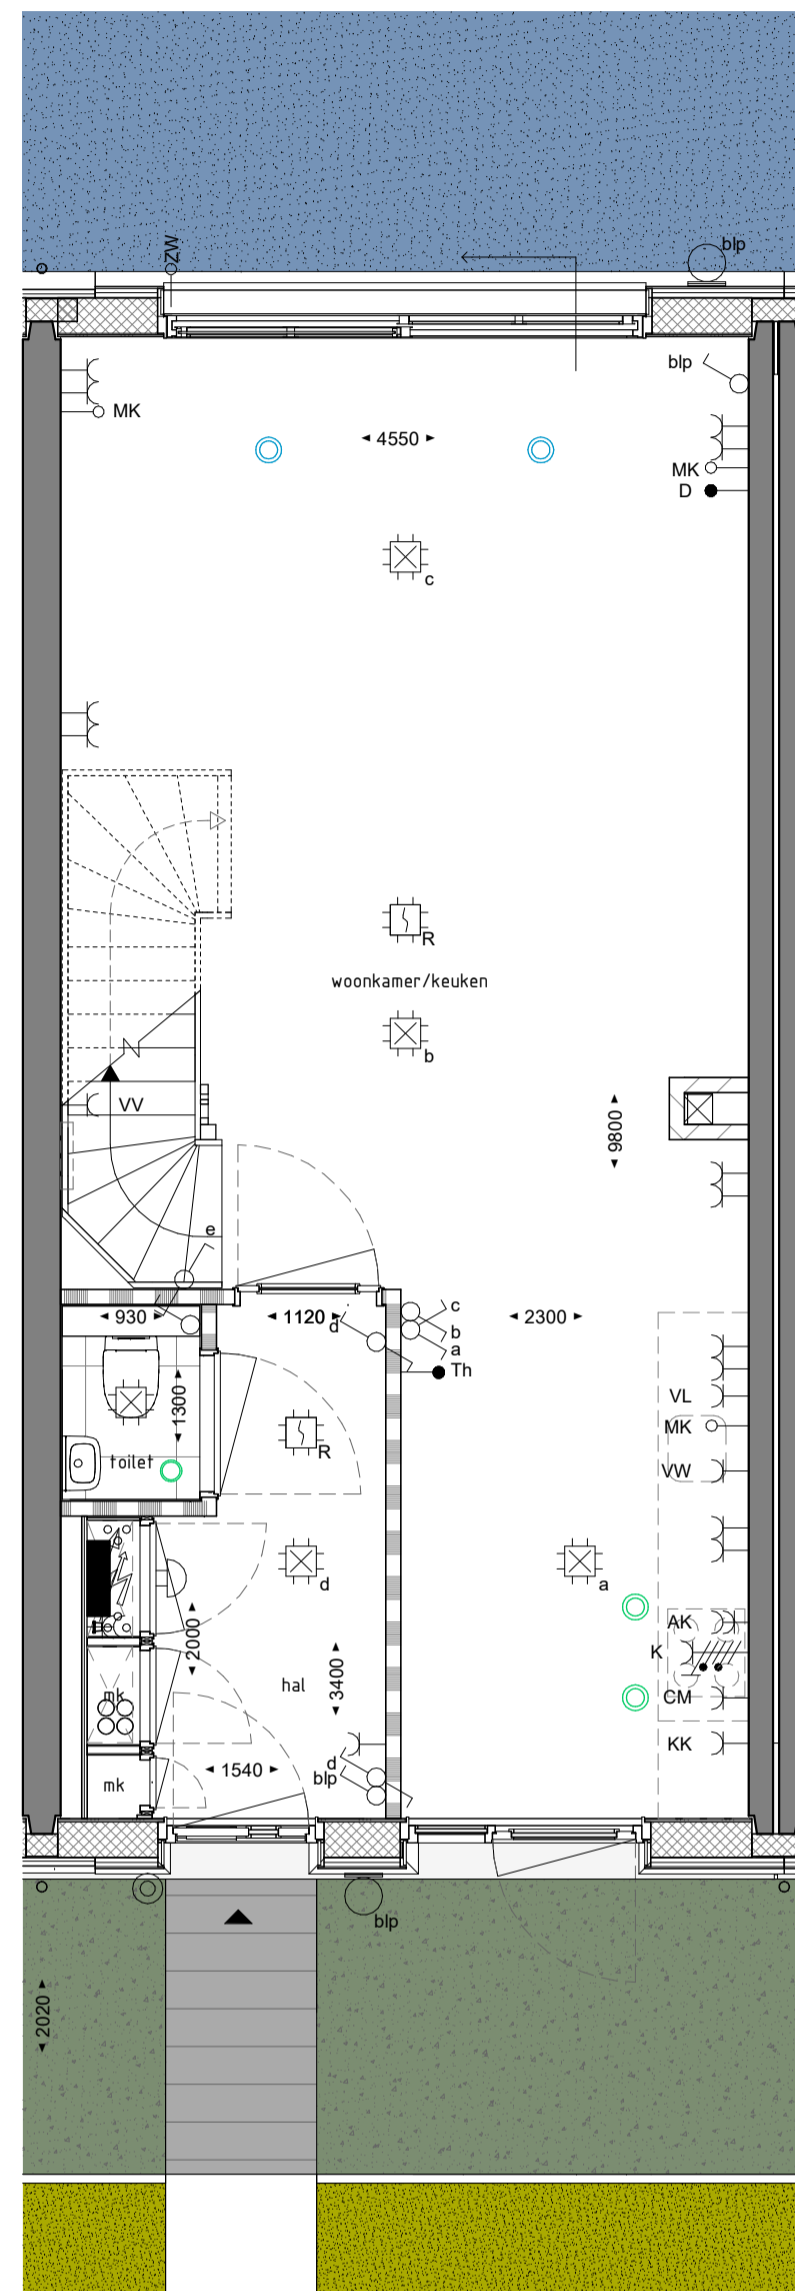 ZW
blp
blp
MK
4550
MK
D
c
R
woonkamer/keuken
b
9800
VV
e
930
1120
d
c
b
a
2300
Th
VL
MK
VW
1300
toilet
R
d
a
2000
AK
K
hal
3400
mk
CM
KK
d
1540
blp
mk
blp
2020